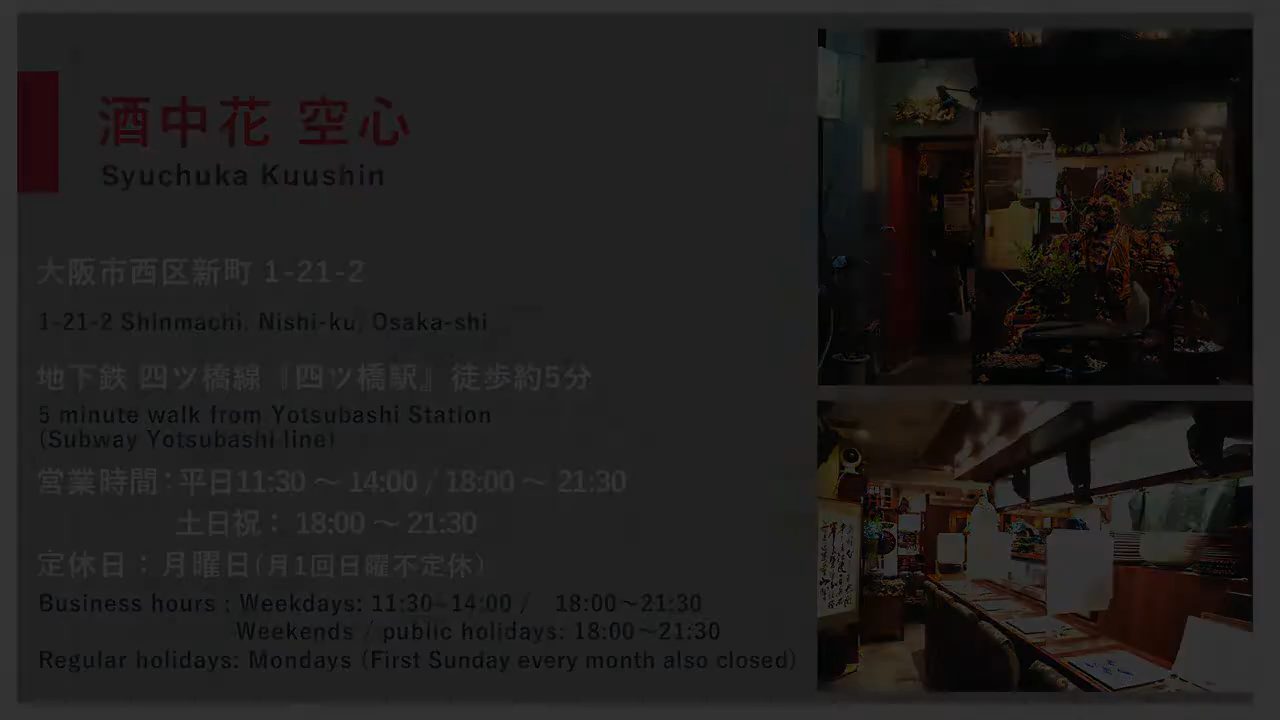 酒中花 空心
Syuchuka Kuushin
大阪市西区新町 1-21-2
1-21-2 Shinmachi, Nishi-ku, Osaka-shi
地下鉄 四ツ橋線『四ツ橋駅』徒歩約5分
5 minute walk from Yotsubashi Station
(Subway Yotsubashi line)
営業時間：平日11:30 ～ 14:00 / 18:00 ～ 21:30
土日祝： 18:00 ～ 21:30
定休日：月曜日(月1回日曜不定休)
Business hours : Weekdays: 11:30~14:00 / 18:00~21:30
Weekends / public holidays: 18:00~21:30
Regular holidays: Mondays (First Sunday every month also closed)